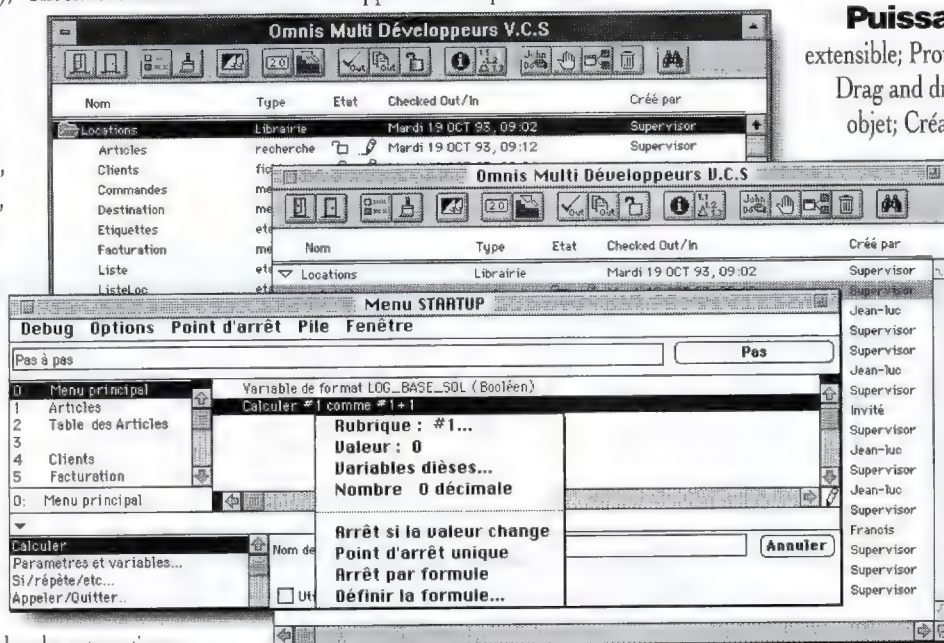 Puissa
extensible; Pro
Drag and d
objet; Créa
Omnis Multi Développeurs V.C.S
Nom Type Etat Checked Out/In Créé par
Locations Librairie Mardi 19 OCT 93, 09:02 Supervisor
Articles recherche Mardi 19 OCT 93, 09:12 Supervisor
Clients
Commandes
Destination
Etiquettes
Facturation
Liste
ListeLoc
Omnis Multi Développeurs V.C.S
Nom Type Etat Checked Out/In Créé par
Locations Librairie Mardi 19 OCT 93, 09:02 Supervisor
Supervisor
Jean-luc
Supervisor
Supervisor
Jean-luc
Supervisor
Invité
Supervisor
Jean-luc
Supervisor
Jean-luc
Supervisor
Francis
Supervisor
Supervisor
Supervisor
Menu STARTUP
Debug Options Point d'arrêt Pile Fenêtre
Pas à pas Pas
0 Menu principal
1 Articles
2 Table des Articles
3
4 Clients
5 Facturation
0: Menu principal
Variable de format LOG_BASE_SOL (Booléen)
Calculer #1 comme #1+1
Rubrique : #1...
Valeur : 0
Variables dièses...
Nombre 0 décimale
Arrêt si la valeur change
Point d'arrêt unique
Arrêt par formule
Définir la formule...
Calculer
Parametres et variables...
Si/répète/etc...
Appeler/Quitter..
Nom de
Annuler